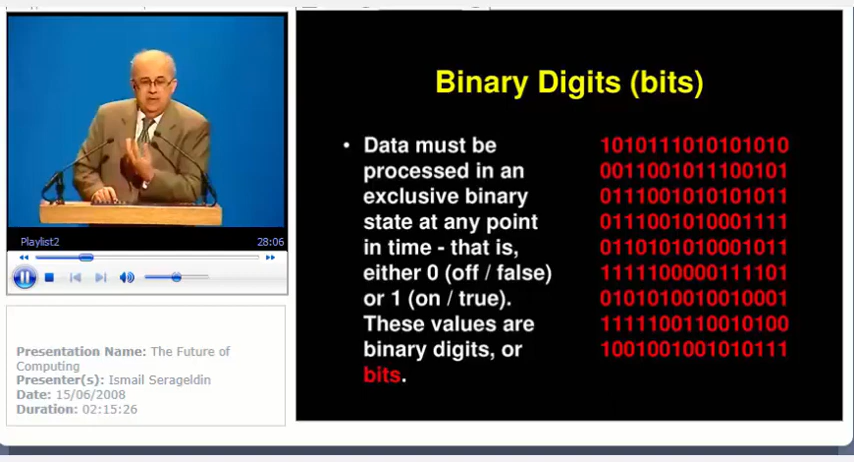 Playlist2 28:06
Presentation Name: The Future of
Computing
Presenter(s): Ismail Serageldin
Date: 15/06/2008
Duration: 02:15:26
Binary Digits (bits)
• Data must be
processed in an
exclusive binary
state at any point
in time - that is,
either 0 (off / false)
or 1 (on / true).
These values are
binary digits, or
bits.
1010111010101010
0011001011100101
0111001010101011
0111001010001111
0110101010001011
1111100000111101
0101010010010001
1111100110010100
1001001001010111